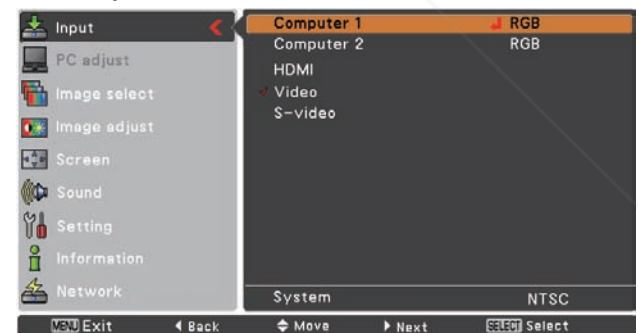 Input
PC adjust
Image select
Image adjust
Screen
Sound
Setting
Information
Network
Computer 1 RGB
Computer 2 RGB
HDMI
Video
S-video
System NTSC
MENU Exit Back Move Next SELECT Select